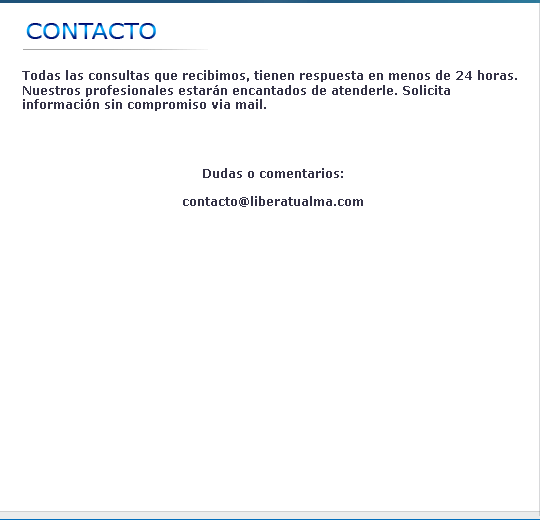 CONTACTO
Todas las consultas que recibimos, tienen respuesta en menos de 24 horas.
Nuestros profesionales estarán encantados de atenderle. Solicita
información sin compromiso via mail.
Dudas o comentarios:
contacto@liberatualma.com